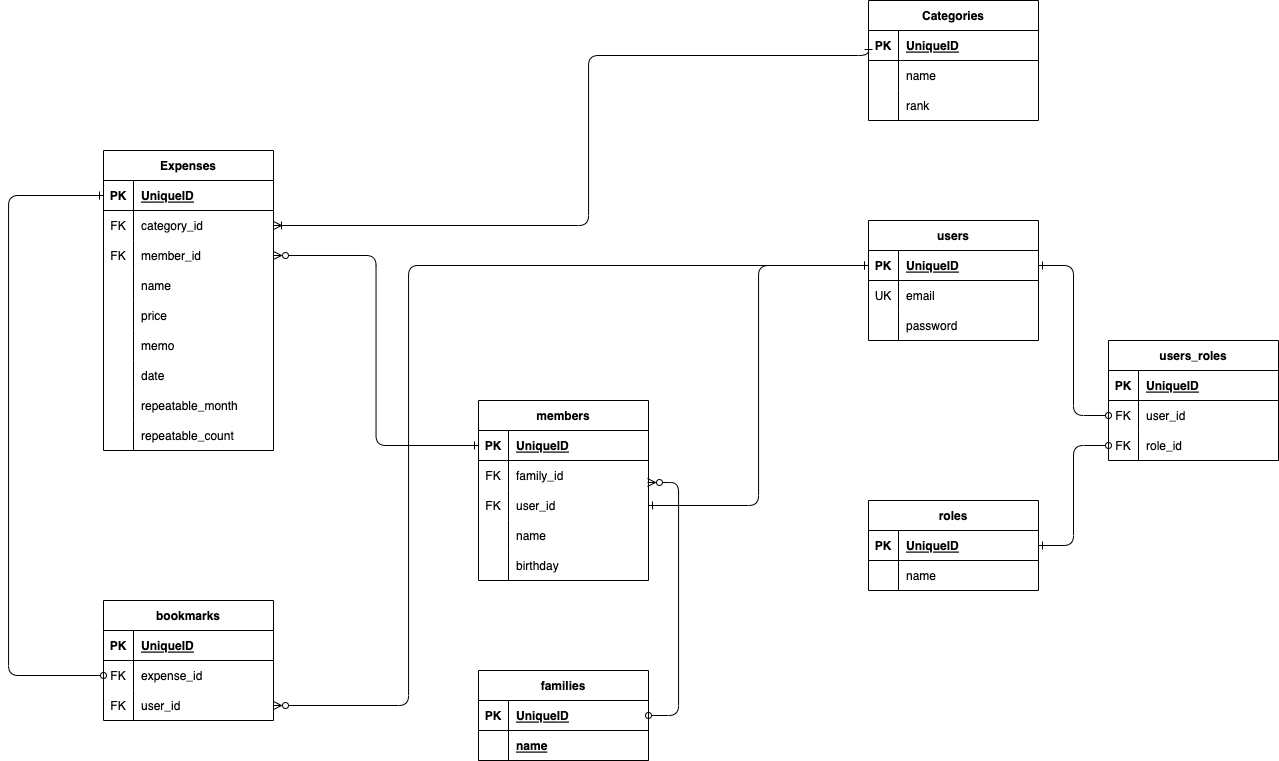 Categories
PK UniqueID
name
rank
Expenses
PK UniqueID
FK category_id
FK member_id
name
price
memo
date
repeatable_month
repeatable_count
users
PK UniqueID
UK email
password
users_roles
PK UniqueID
FK user_id
FK role_id
members
PK UniqueID
FK family_id
FK user_id
name
birthday
roles
PK UniqueID
name
bookmarks
PK UniqueID
FK expense_id
FK user_id
families
PK UniqueID
name